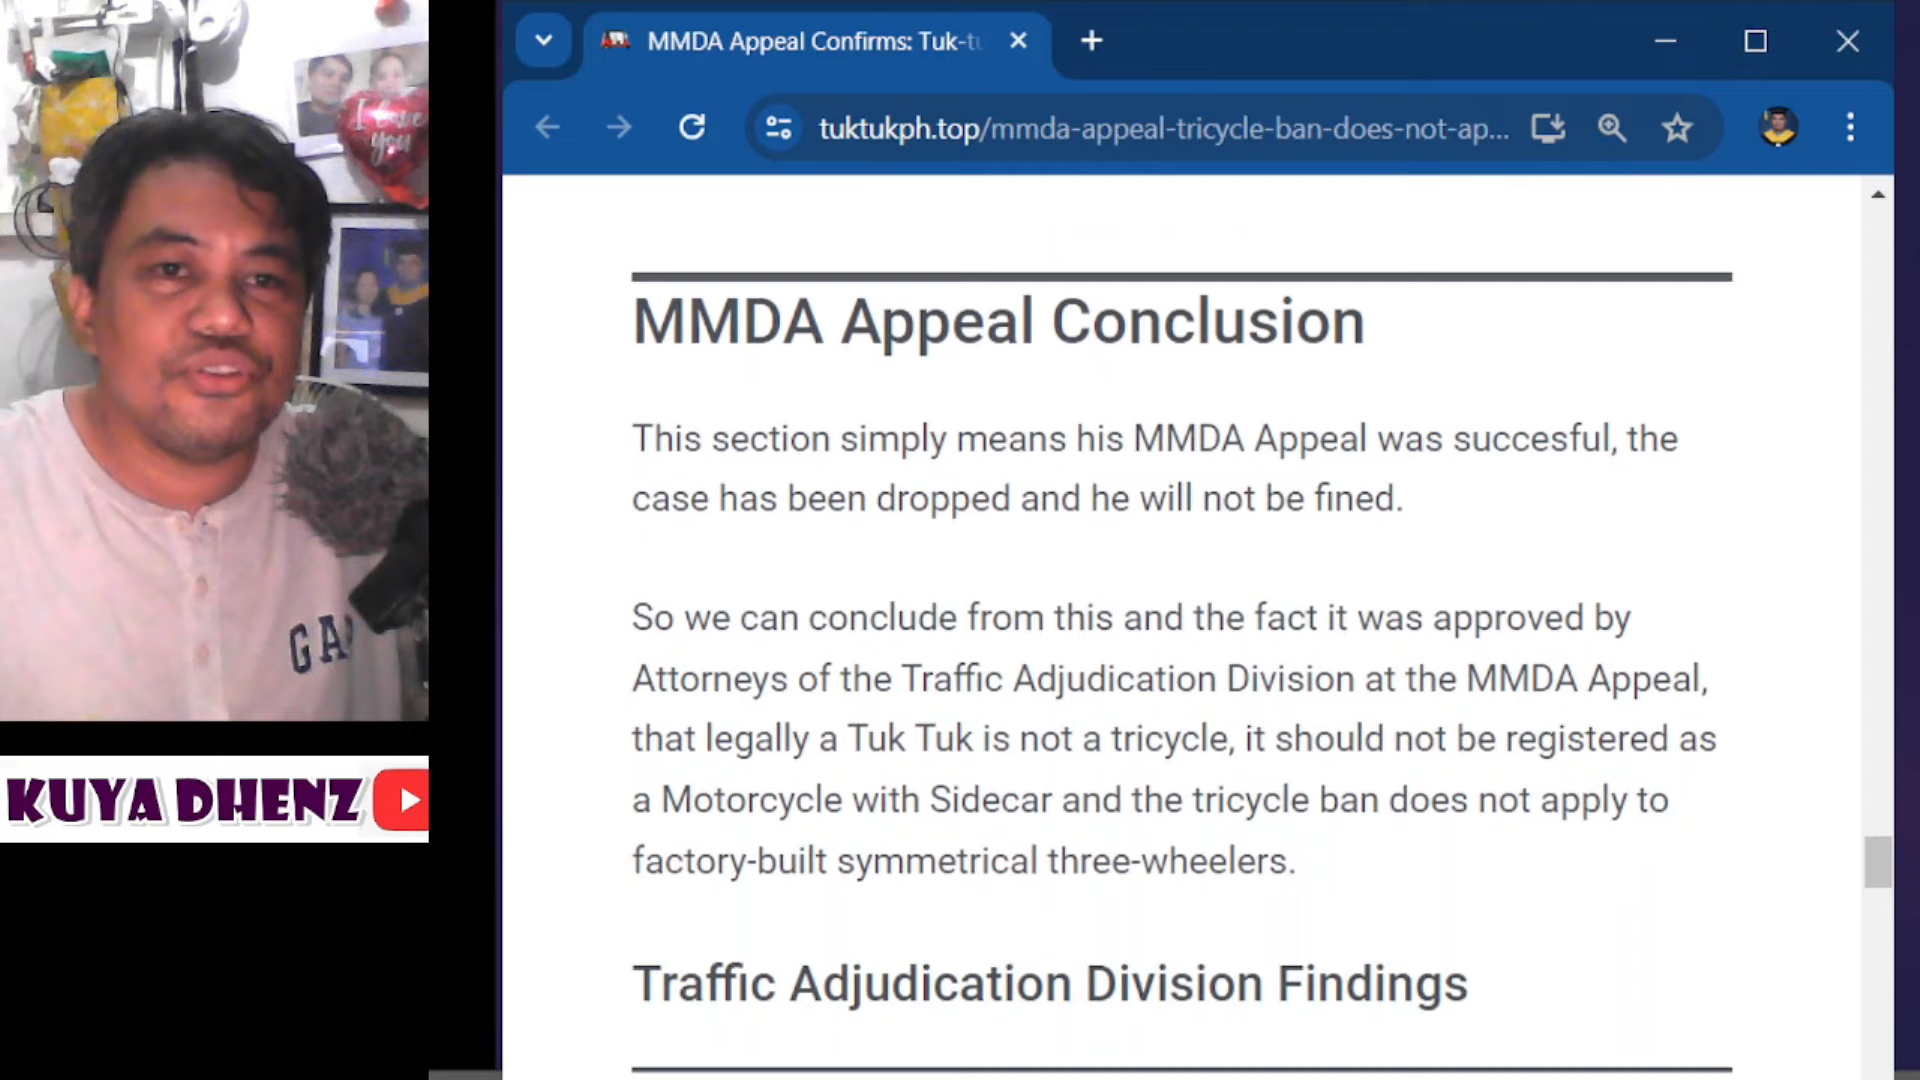 I Love
you
GAP
KUYA DHENZ
MMDA Appeal Confirms: Tuk-tu
tuktukph.top/mmda-appeal-tricycle-ban-does-not-ap...
MMDA Appeal Conclusion
This section simply means his MMDA Appeal was succesful, the
case has been dropped and he will not be fined.
So we can conclude from this and the fact it was approved by
Attorneys of the Traffic Adjudication Division at the MMDA Appeal,
that legally a Tuk Tuk is not a tricycle, it should not be registered as
a Motorcycle with Sidecar and the tricycle ban does not apply to
factory-built symmetrical three-wheelers.
Traffic Adjudication Division Findings